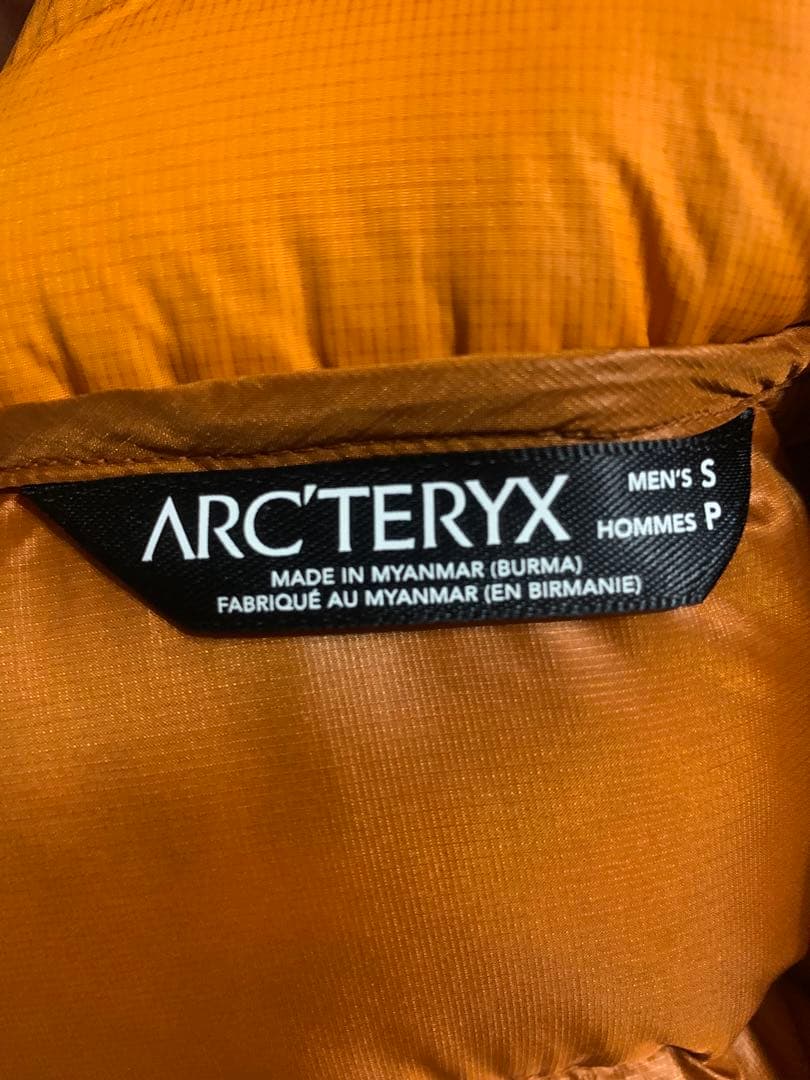 ARC'TERYX
MEN'S S
HOMMES P
MADE IN MYANMAR (BURMA)
FABRIQUÉ AU MYANMAR (EN BIRMANIE)